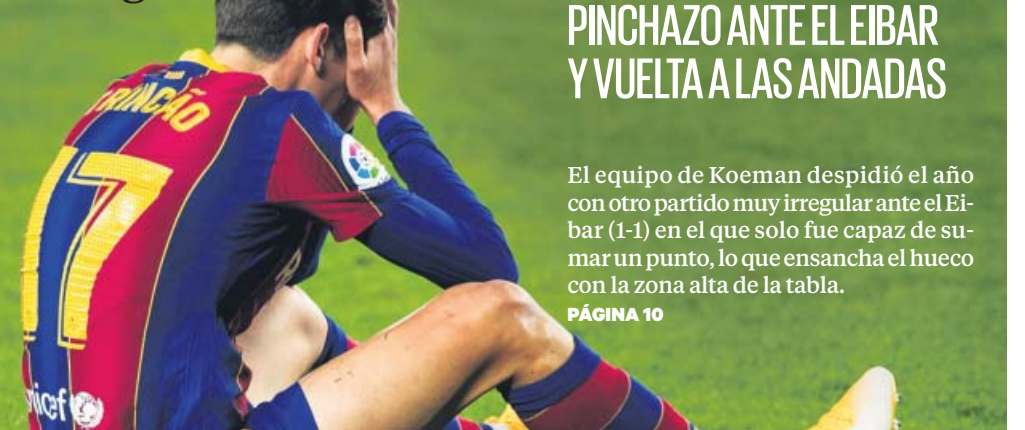 PINCHAZO ANTE EL EIBAR
Y VUELTA A LAS ANDADAS
El equipo de Koeman despidió el año
con otro partido muy irregular ante el Ei-
bar (1-1) en el que solo fue capaz de su-
mar un punto, lo que ensancha el hueco
con la zona alta de la tabla.
PÁGINA 10
TRINCÃO
17
unicef